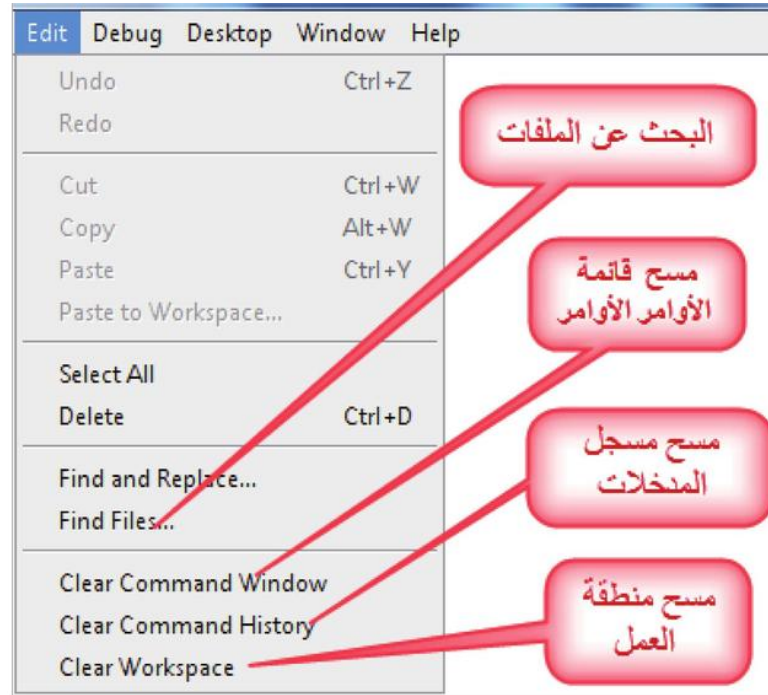 Edit Debug Desktop Window Help
Undo Ctrl+Z
Redo
Cut Ctrl+W
Copy Alt+W
Paste Ctrl+Y
Paste to Workspace...
Select All
Delete Ctrl+D
Find and Replace...
Find Files...
Clear Command Window
Clear Command History
Clear Workspace
البحث عن الملفات
مسح قائمة
الأوامر الأوامر
مسح مسجل
المدخلات
مسح منطقة
العمل